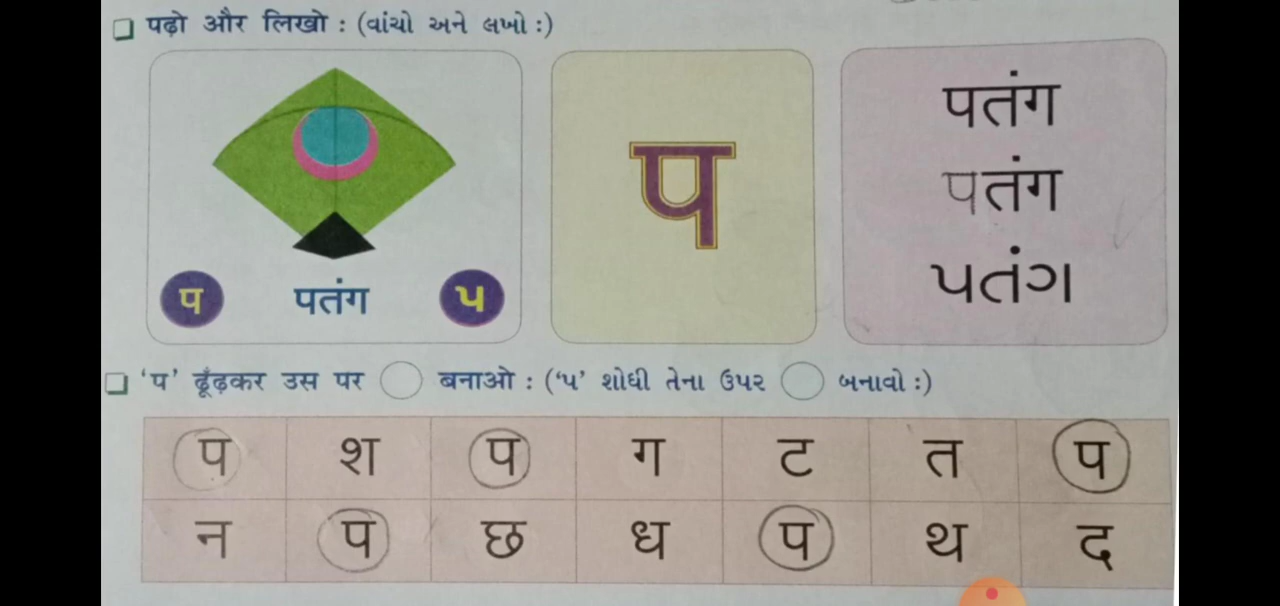 पढ़ो और लिखो : (વાંચો અને લખો :)
प पतंग પ
प
पतंग
पतंग
પતંગ
'प' ढूँढ़कर उस पर ◯ बनाओ : ('પ' શોધી તેના ઉપર ◯ બનાવો :)
प श प ग ट त प
न प छ ध प थ द